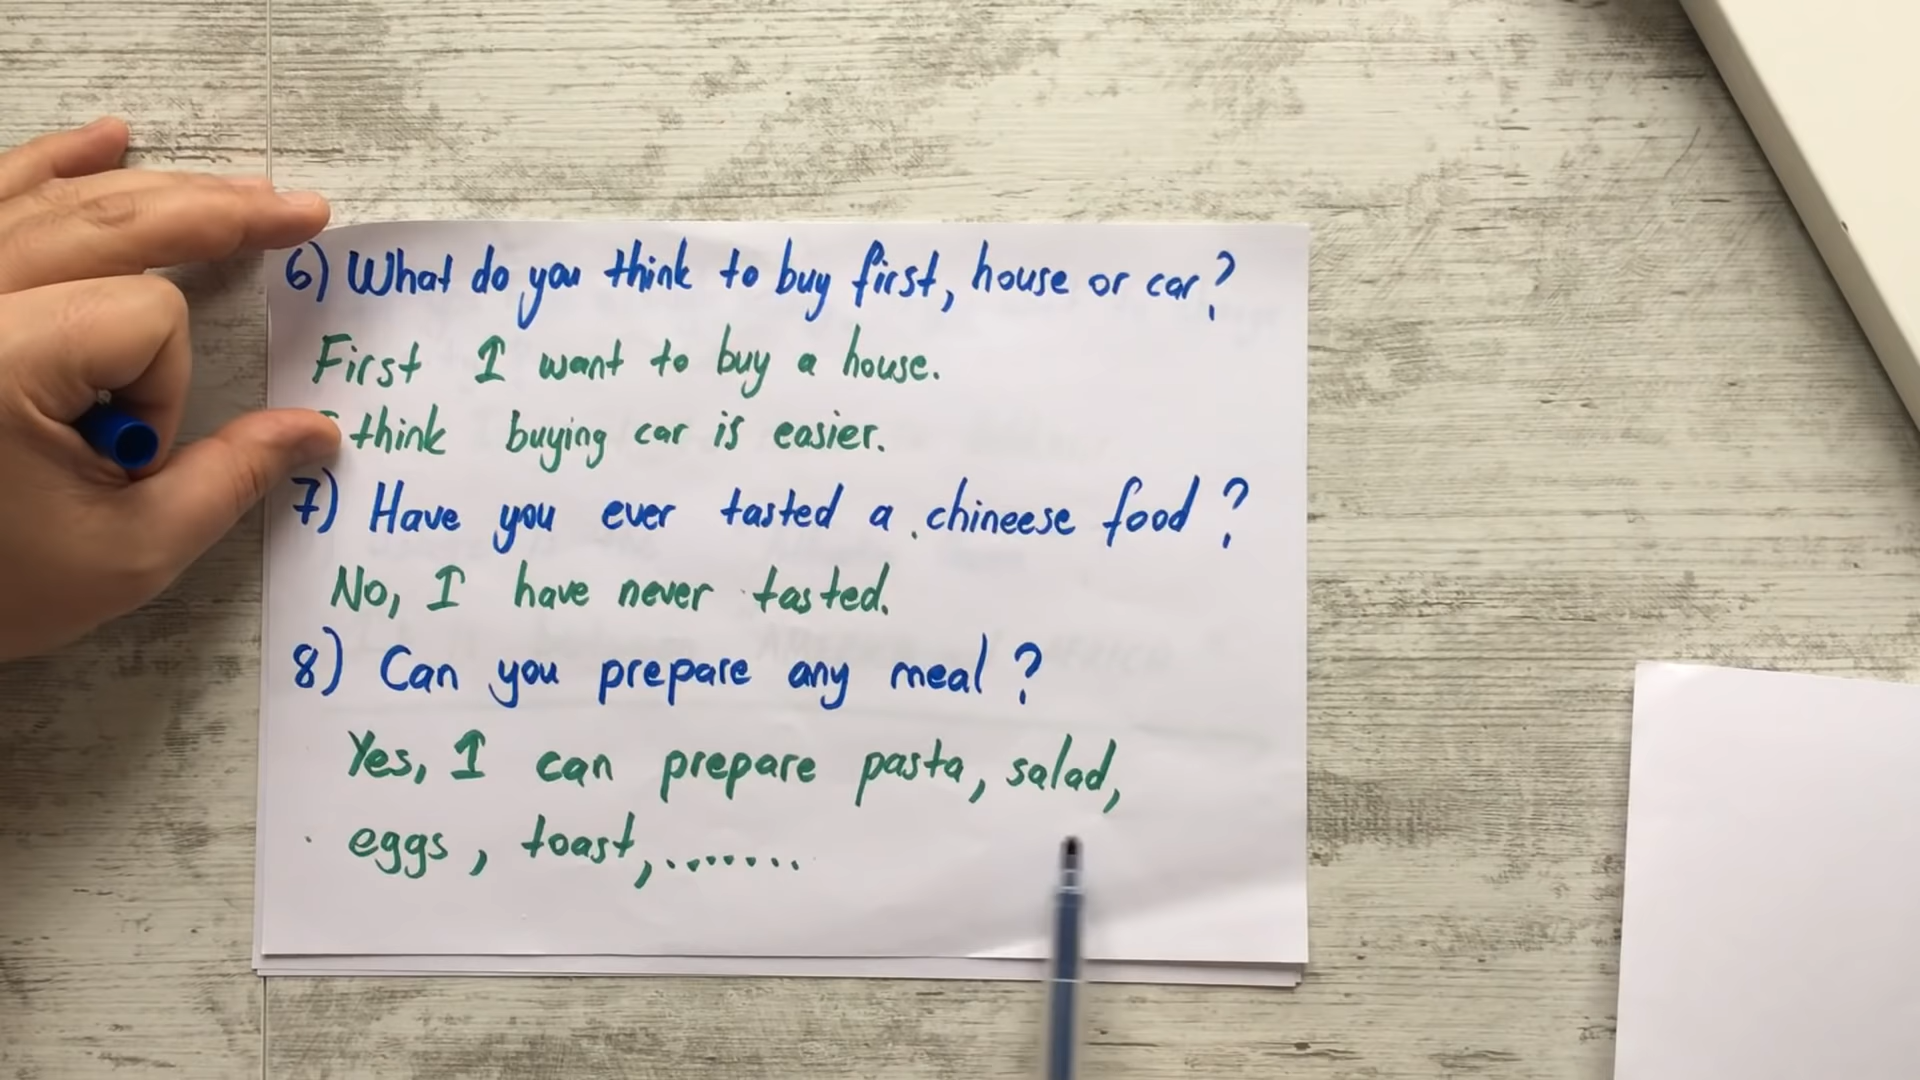 6) What do you think to buy first, house or car?
First I want to buy a house.
think buying car is easier.
7) Have you ever tasted a chineese food?
No, I have never tasted.
8) Can you prepare any meal?
Yes, I can prepare pasta, salad,
eggs, toast,........